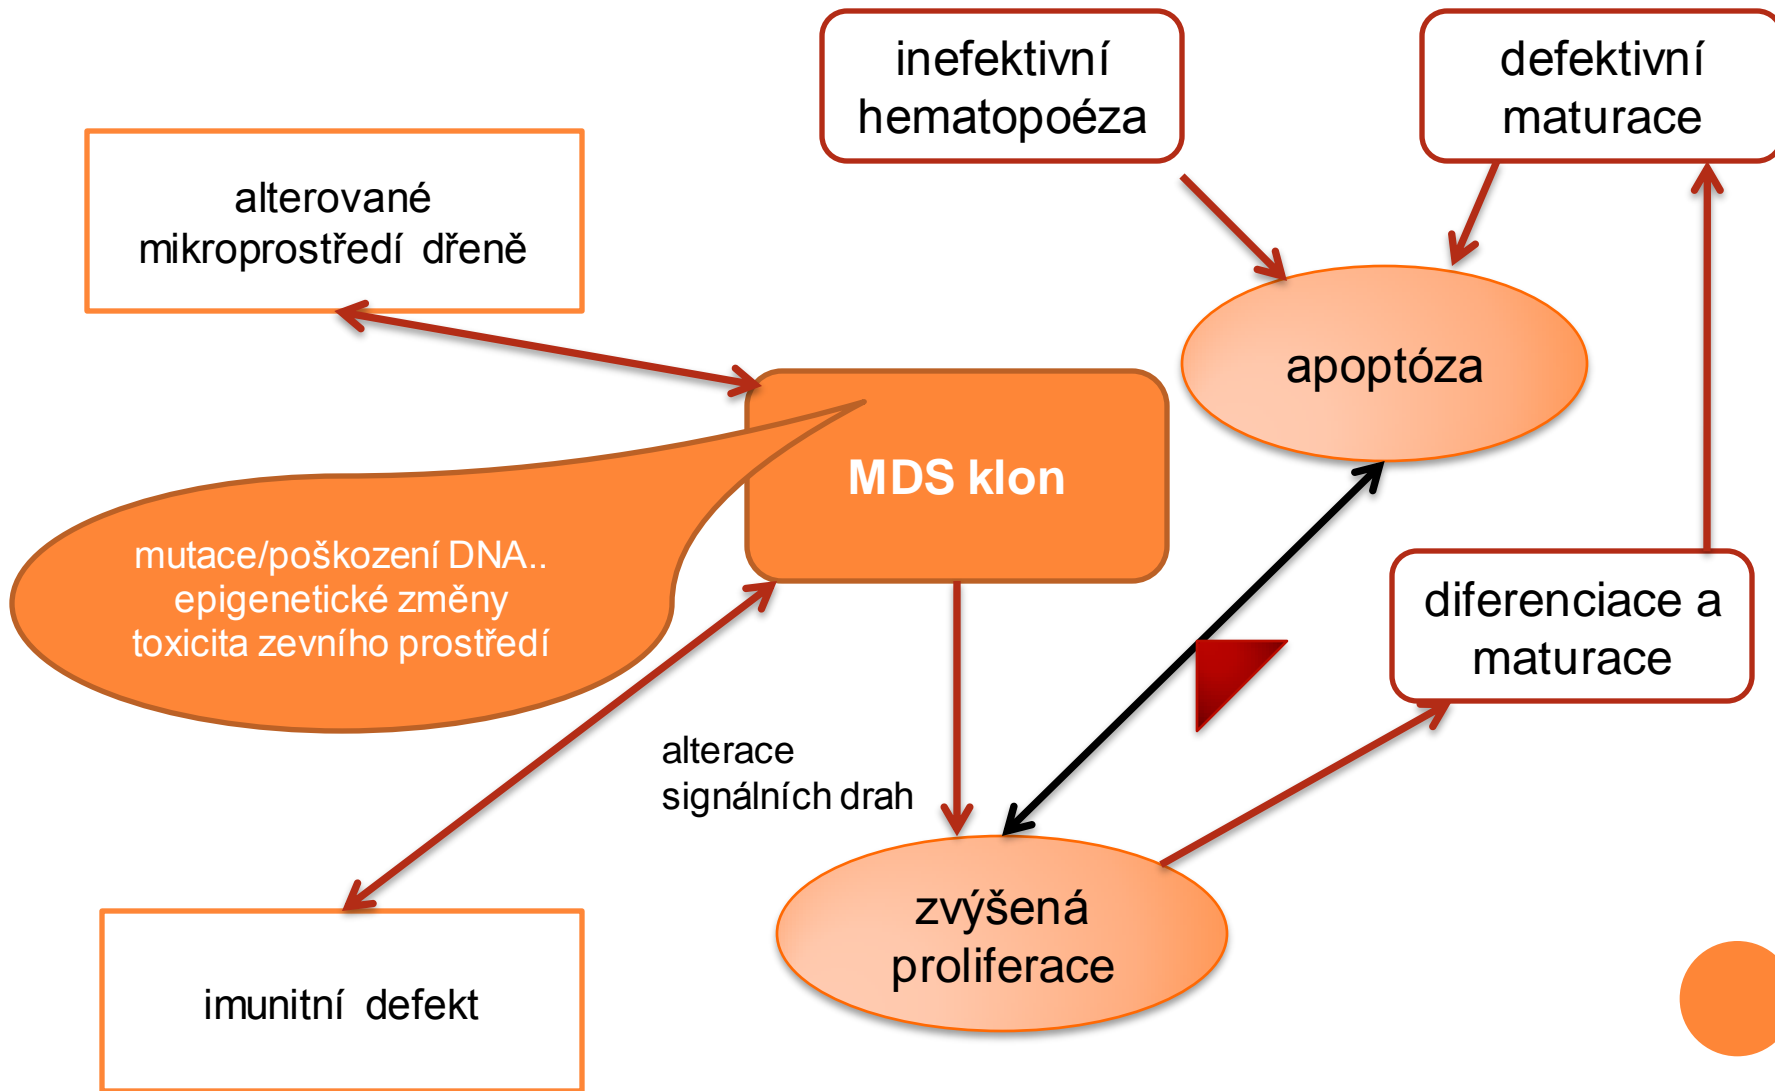 inefektivní
hematopoéza
defektivní
maturace
alterované
mikroprostředí dřeně
apoptóza
MDS klon
mutace/poškození DNA..
epigenetické změny
toxicita zevního prostředí
diferenciace a
maturace
alterace
signálních drah
zvýšená
proliferace
imunitní defekt